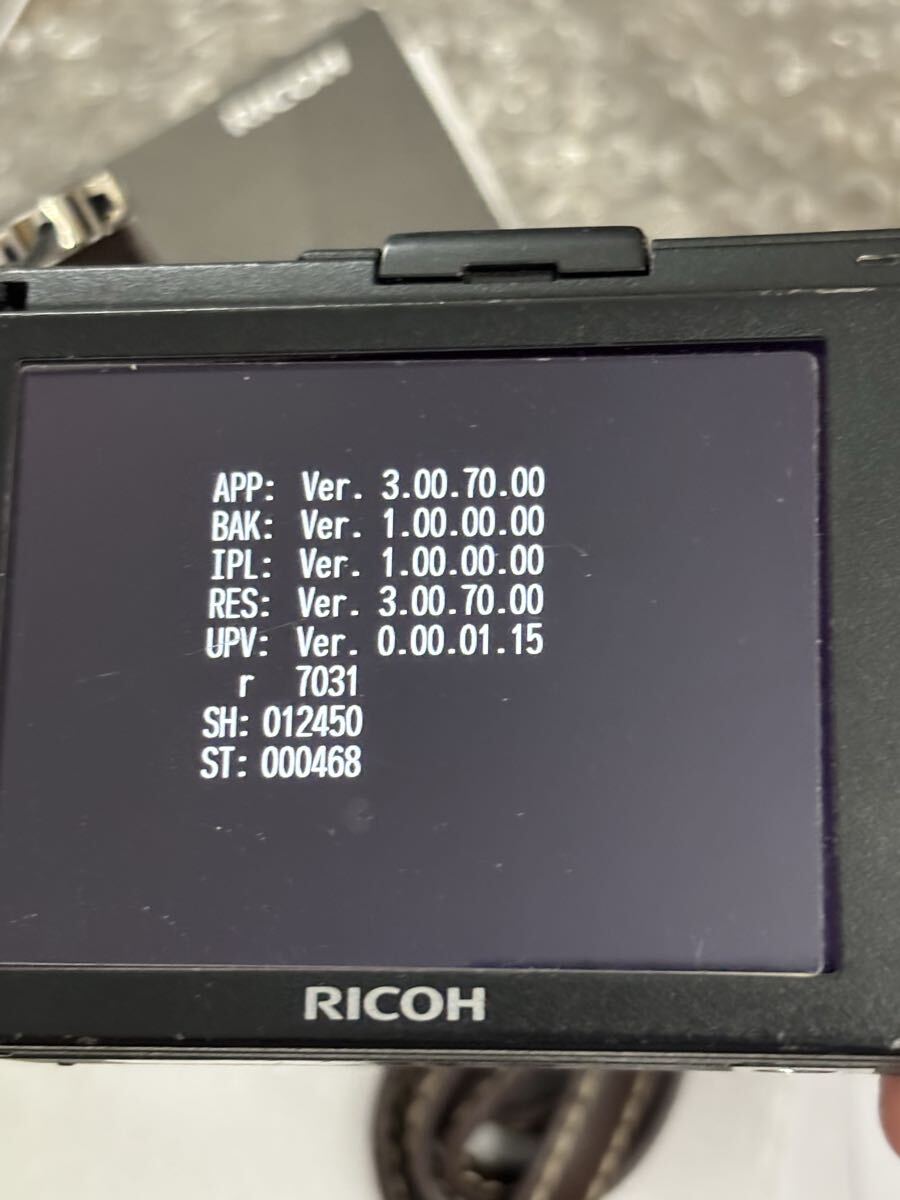 RICOH
APP: Ver. 3.00.70.00
BAK: Ver. 1.00.00.00
IPL: Ver. 1.00.00.00
RES: Ver. 3.00.70.00
UPV: Ver. 0.00.01.15
r 7031
SH: 012450
ST: 000468
RICOH